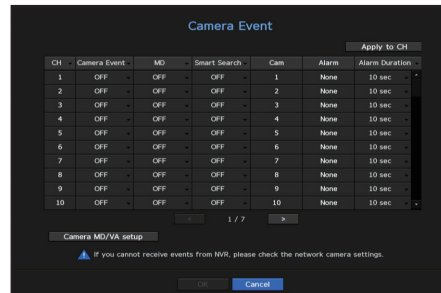 Camera Event
Apply to CH
CH Camera Event MD Smart Search Cam Alarm Alarm Duration
1 OFF OFF OFF 1 None 10 sec
2 OFF OFF OFF 2 None 10 sec
3 OFF OFF OFF 3 None 10 sec
4 OFF OFF OFF 4 None 10 sec
5 OFF OFF OFF 5 None 10 sec
6 OFF OFF OFF 6 None 10 sec
7 OFF OFF OFF 7 None 10 sec
8 OFF OFF OFF 8 None 10 sec
9 OFF OFF OFF 9 None 10 sec
10 OFF OFF OFF 10 None 10 sec
< 1 / 7 >
Camera MD/VA setup
If you cannot receive events from NVR, please check the network camera settings.
OK Cancel